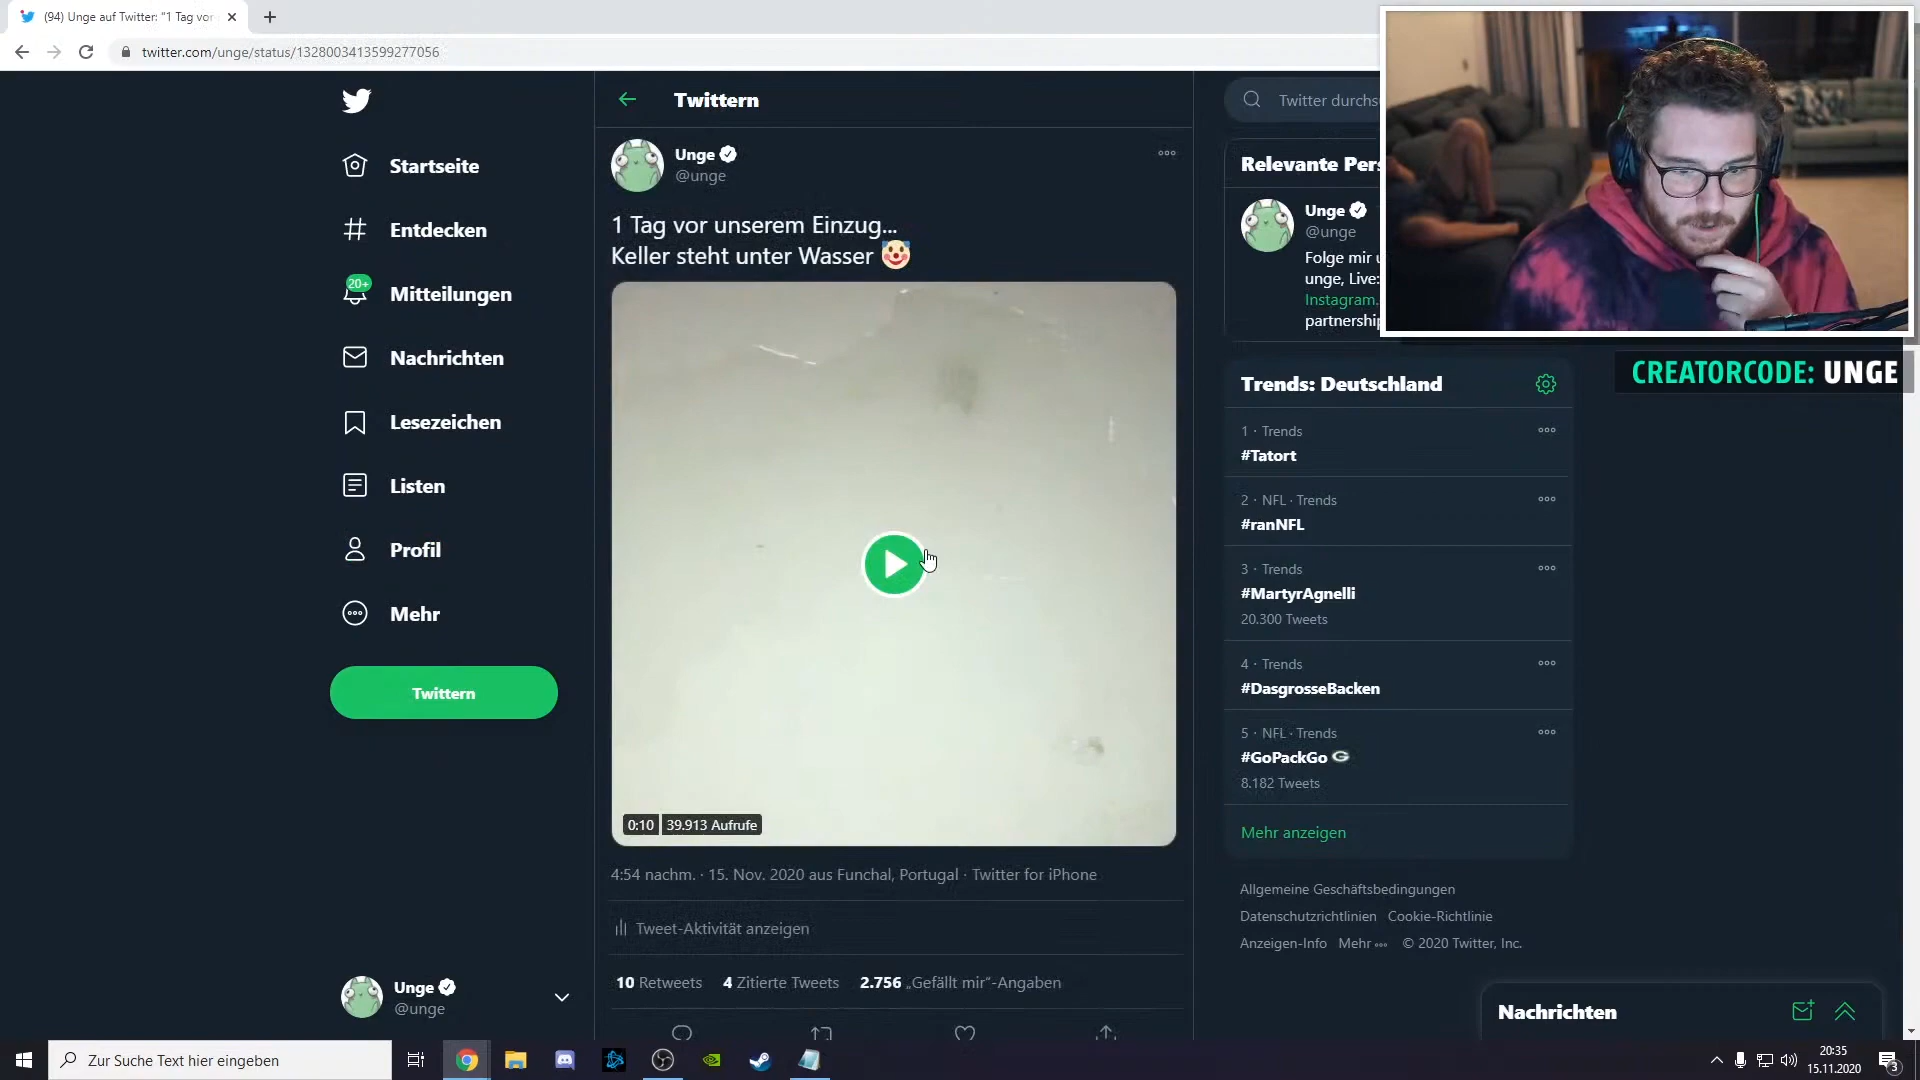 (94) Unge auf Twitter: "1 Tag vor
twitter.com/unge/status/1328003413599277056
Startseite
Entdecken
20+
Mitteilungen
Nachrichten
Lesezeichen
Listen
Profil
Mehr
Twittern
Unge
@unge
Twittern
Unge
@unge
1 Tag vor unserem Einzug...
Keller steht unter Wasser 🤡
0:10 39.913 Aufrufe
4:54 nachm. · 15. Nov. 2020 aus Funchal, Portugal · Twitter for iPhone
Tweet-Aktivität anzeigen
10 Retweets 4 Zitierte Tweets 2.756 „Gefällt mir“-Angaben
Twitter durchs
Relevante Pers
Unge
@unge
Folge mir
unge, Live:
Instagram.
partnership
CREATORCODE: UNGE
Trends: Deutschland
1 · Trends
#Tatort
2 · NFL · Trends
#ranNFL
3 · Trends
#MartyrAgnelli
20.300 Tweets
4 · Trends
#DasgrosseBacken
5 · NFL · Trends
#GoPackGo
8.182 Tweets
Mehr anzeigen
Allgemeine Geschäftsbedingungen
Datenschutzrichtlinien Cookie-Richtlinie
Anzeigen-Info Mehr ••• © 2020 Twitter, Inc.
Nachrichten
Zur Suche Text hier eingeben
20:35
15.11.2020
3